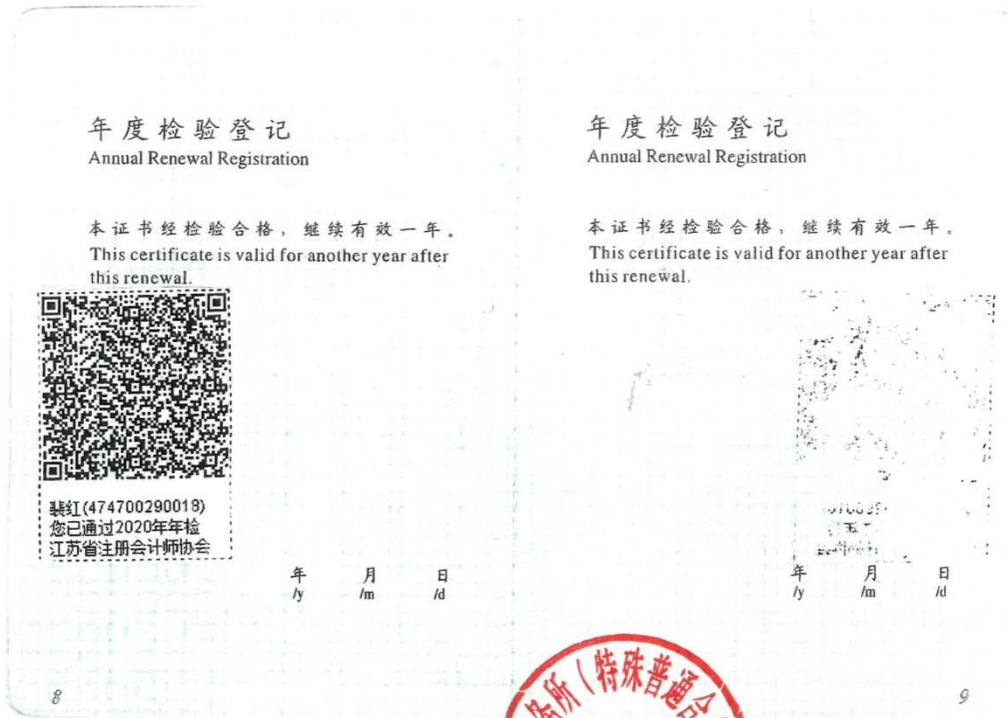 年度检验登记
Annual Renewal Registration
本证书经检验合格，继续有效一年。
This certificate is valid for another year after
this renewal.
裴红(474700290018)
您已通过2020年年检
江苏省注册会计师协会
年 月 日
/y /m /d
8
年度检验登记
Annual Renewal Registration
本证书经检验合格，继续有效一年。
This certificate is valid for another year after
this renewal.
年 月 日
/y /m /d
9
务所（特殊普通合